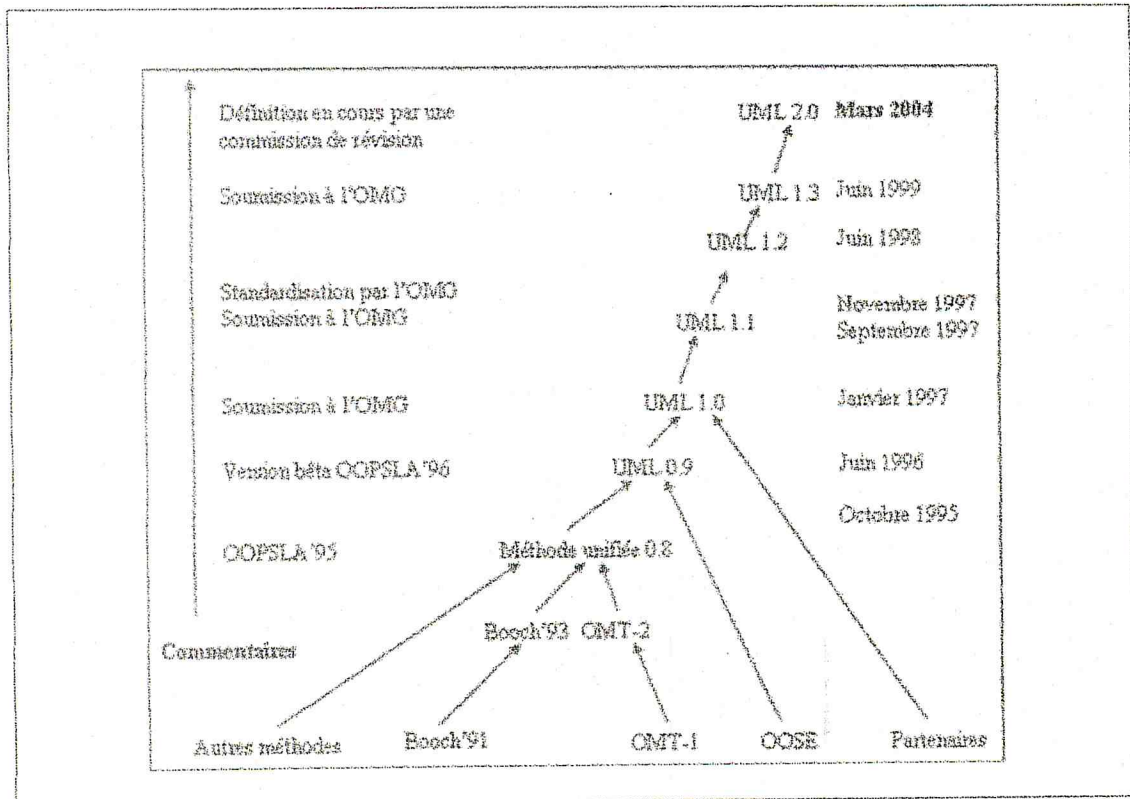 Définition en cours par une
commission de révision
UML 2.0 Mars 2004
Soumission à l'OMG UML 1.3 Juin 1999
UML 1.2 Juin 1998
Standardisation par l'OMG Novembre 1997
Soumission à l'OMG UML 1.1 Septembre 1997
Soumission à l'OMG UML 1.0 Janvier 1997
Version bêta OOPSLA'96 UML 0.9 Juin 1996
Octobre 1995
OOPSLA'95 Méthode unifiée 0.8
Booch'93 OMT-2
Commentaires
Autres méthodes Booch'91 OMT-1 OOSE Partenaires